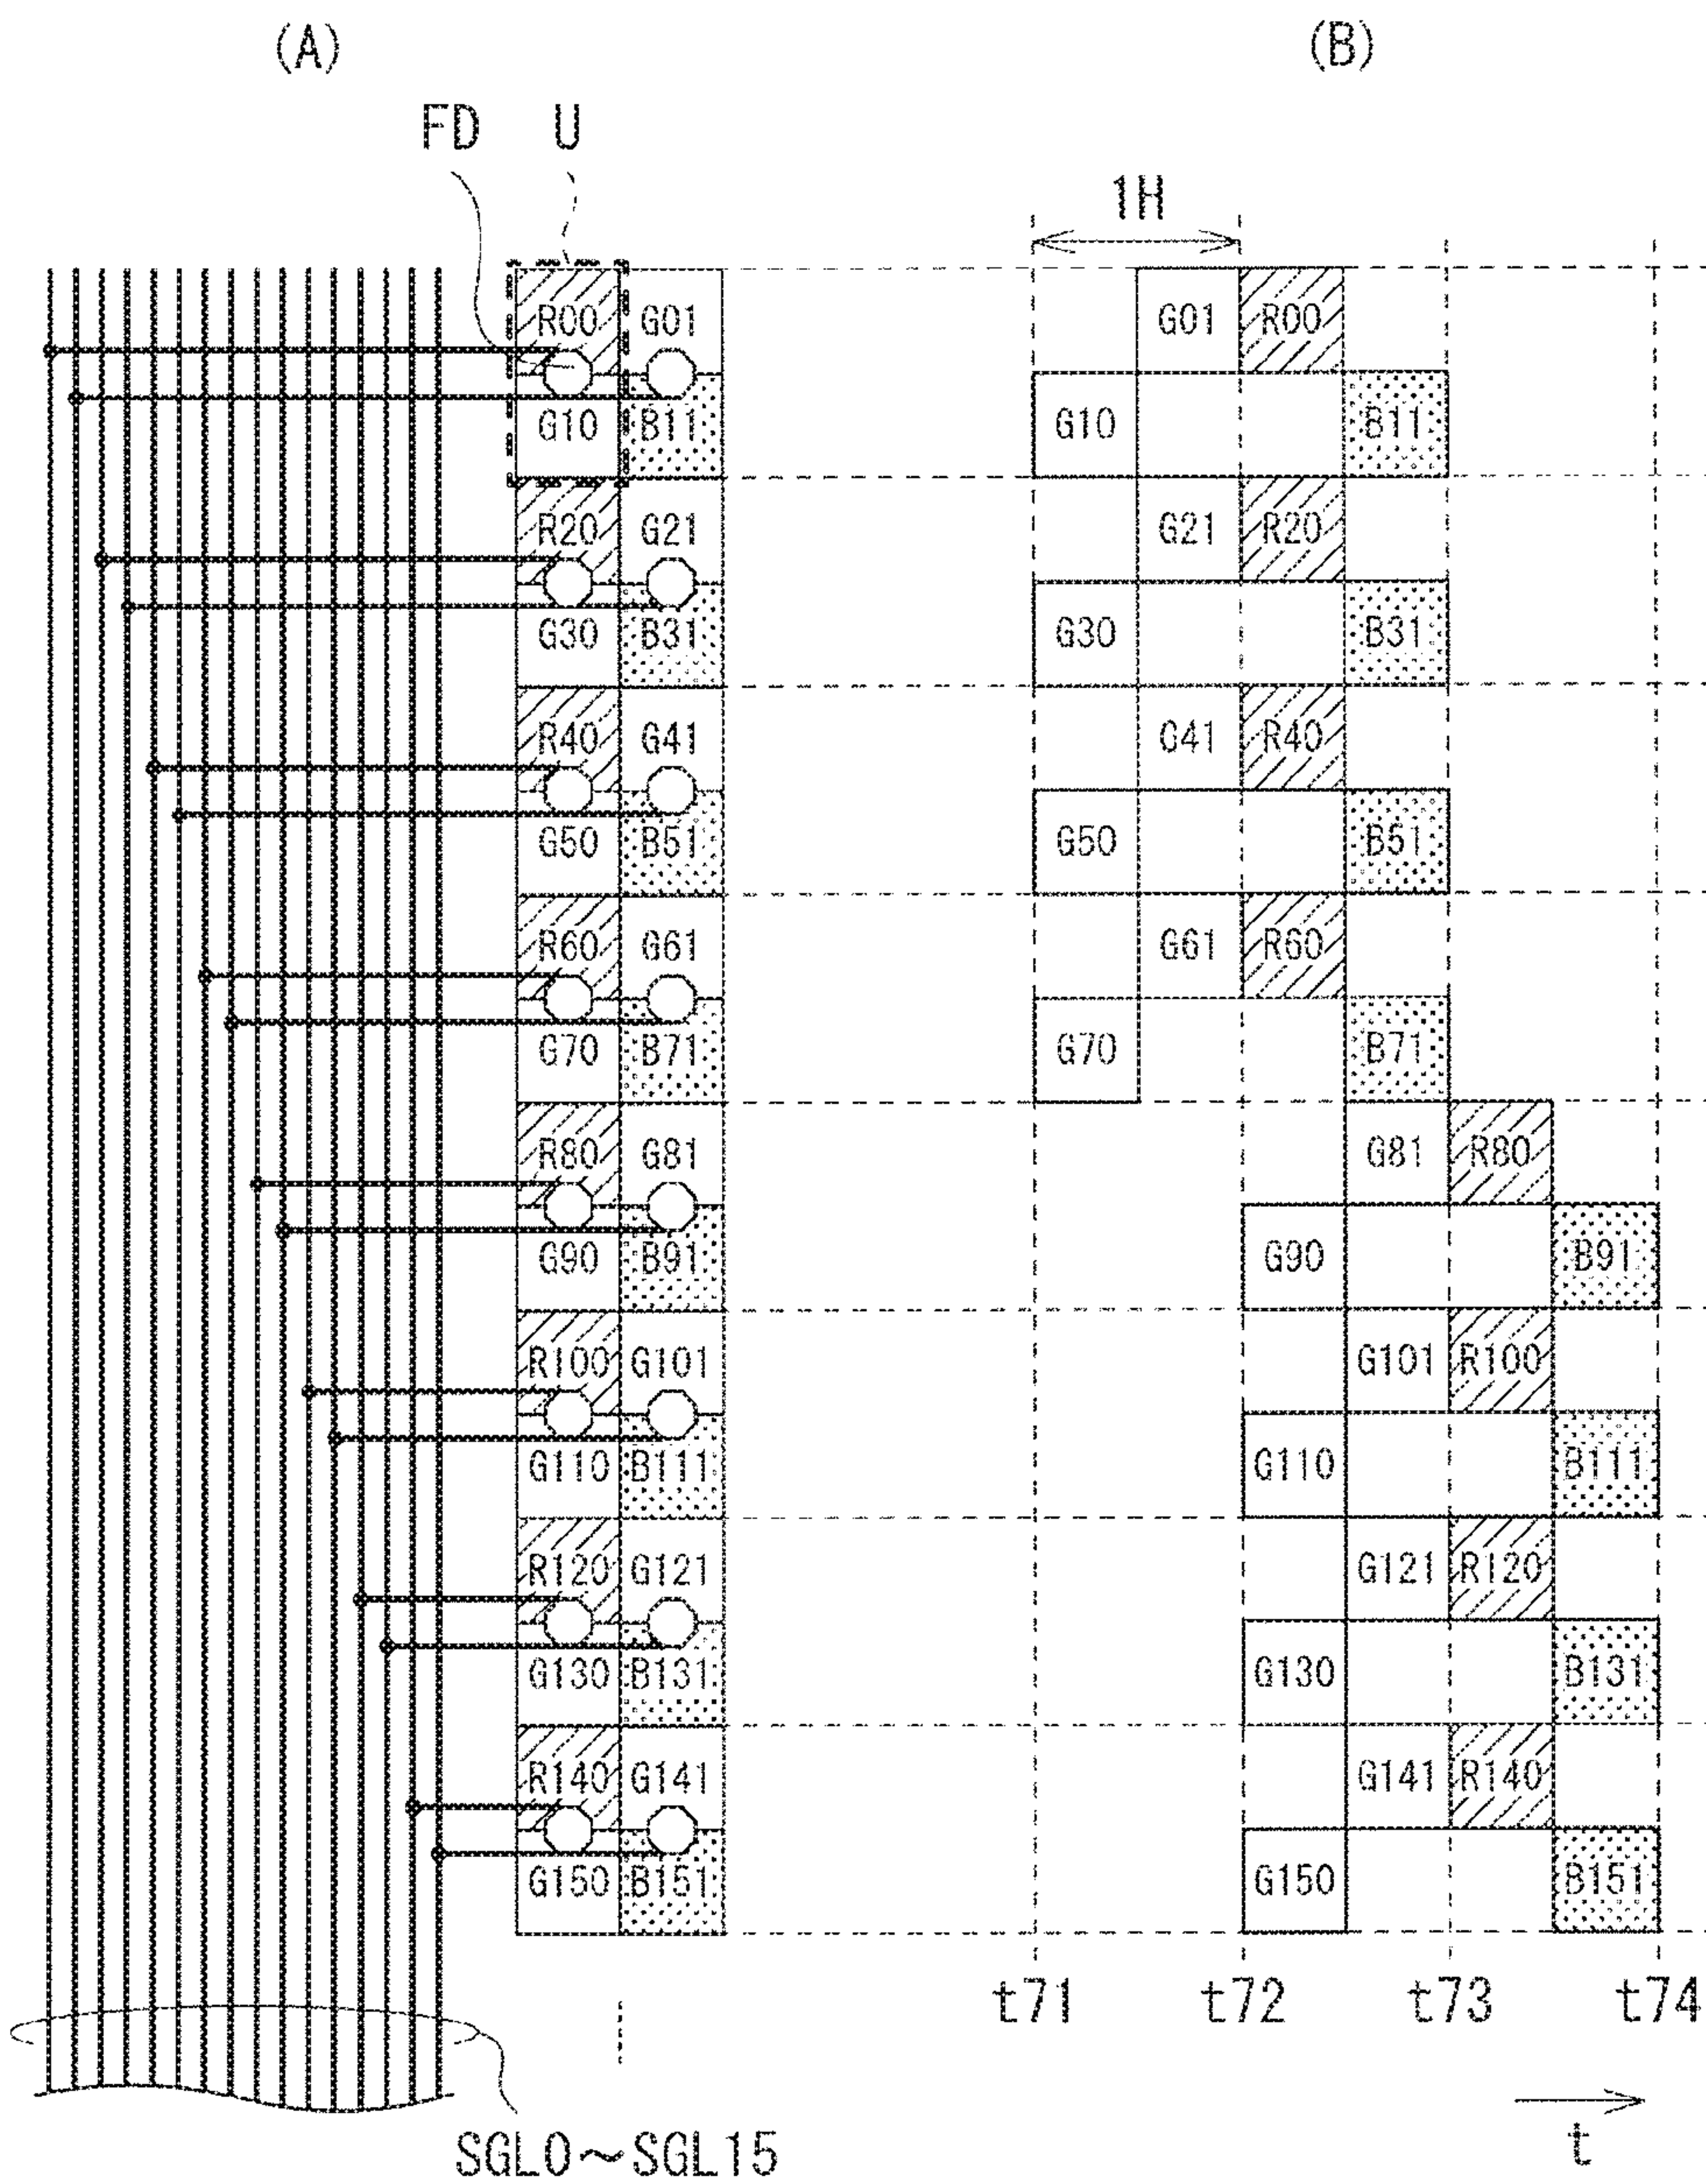 (A) (B)
FD U
1H
R00 G01 G01 R00
G10 B11 G10 B11
R20 G21 G21 R20
G30 B31 G30 B31
R40 G41 G41 R40
G50 B51 G50 B51
R60 G61 G61 R60
G70 B71 G70 B71
R80 G81 G81 R80
G90 B91 G90 B91
R100 G101 G101 R100
G110 B111 G110 B111
R120 G121 G121 R120
G130 B131 G130 B131
R140 G141 G141 R140
G150 B151 G150 B151
t71 t72 t73 t74
SGL0~SGL15
t